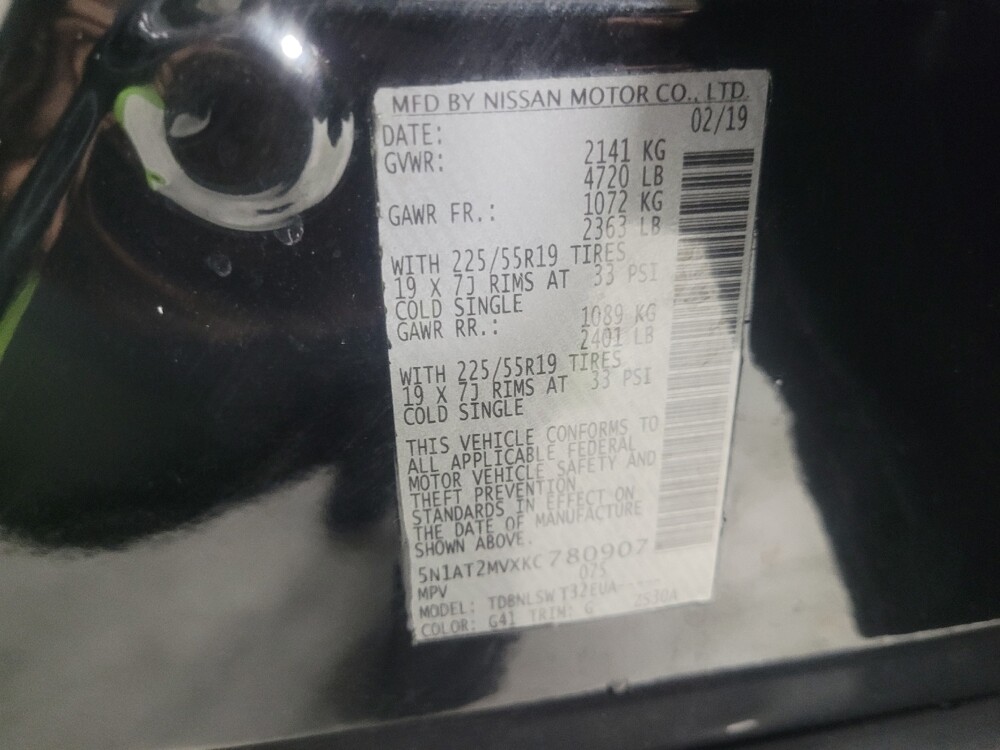 MFD BY NISSAN MOTOR CO., LTD.
DATE: 02/19
GVWR: 2141 KG
4720 LB
GAWR FR.: 1072 KG
2363 LB
WITH 225/55R19 TIRES
19 X 7J RIMS AT 33 PSI
COLD SINGLE
GAWR RR.: 1089 KG
2401 LB
WITH 225/55R19 TIRES
19 X 7J RIMS AT 33 PSI
COLD SINGLE
THIS VEHICLE CONFORMS TO
ALL APPLICABLE FEDERAL
MOTOR VEHICLE SAFETY AND
THEFT PREVENTION
STANDARDS IN EFFECT ON
THE DATE OF MANUFACTURE
SHOWN ABOVE.
5N1AT2MVXKC780907
MPV 025
MODEL: T32EUA
COLOR: G41 TRIM: G 2530A